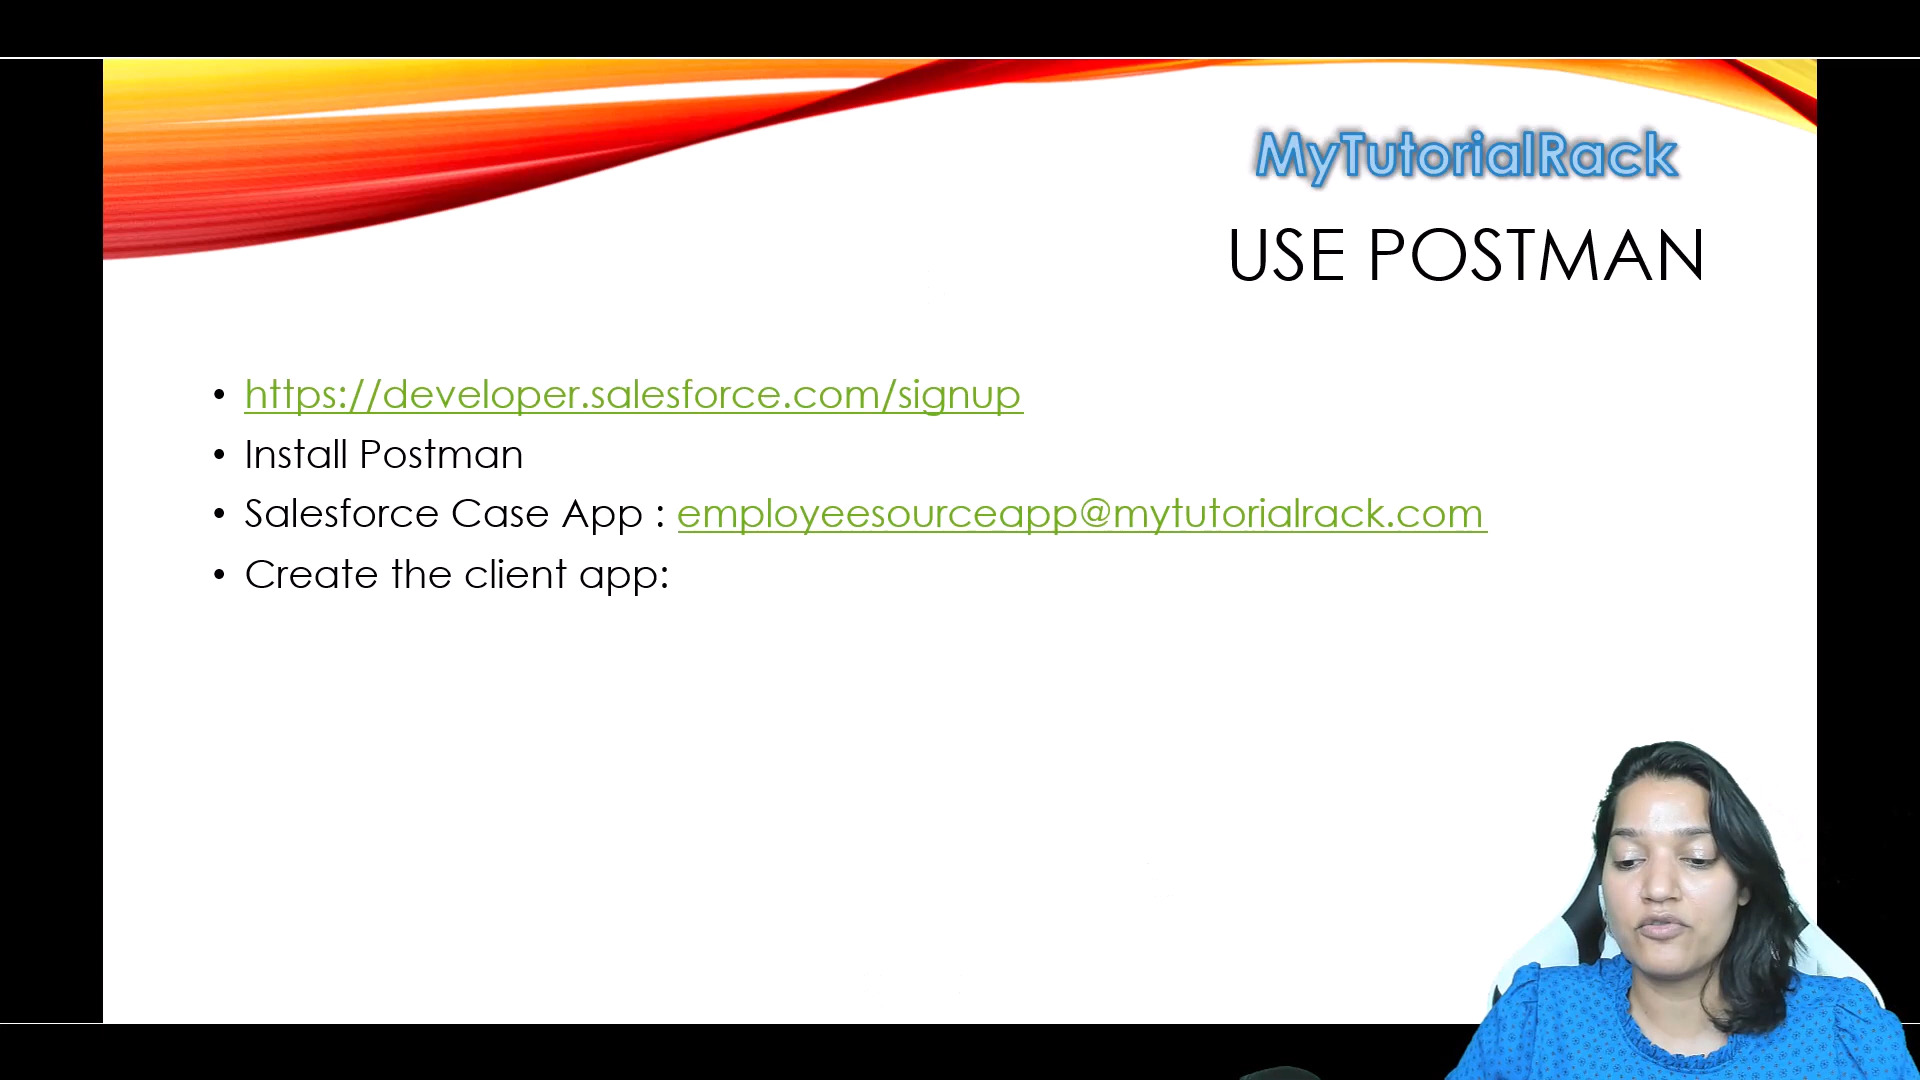 MyTutorialRack
USE POSTMAN
• https://developer.salesforce.com/signup
• Install Postman
• Salesforce Case App : employeesourceapp@mytutorialrack.com
• Create the client app: